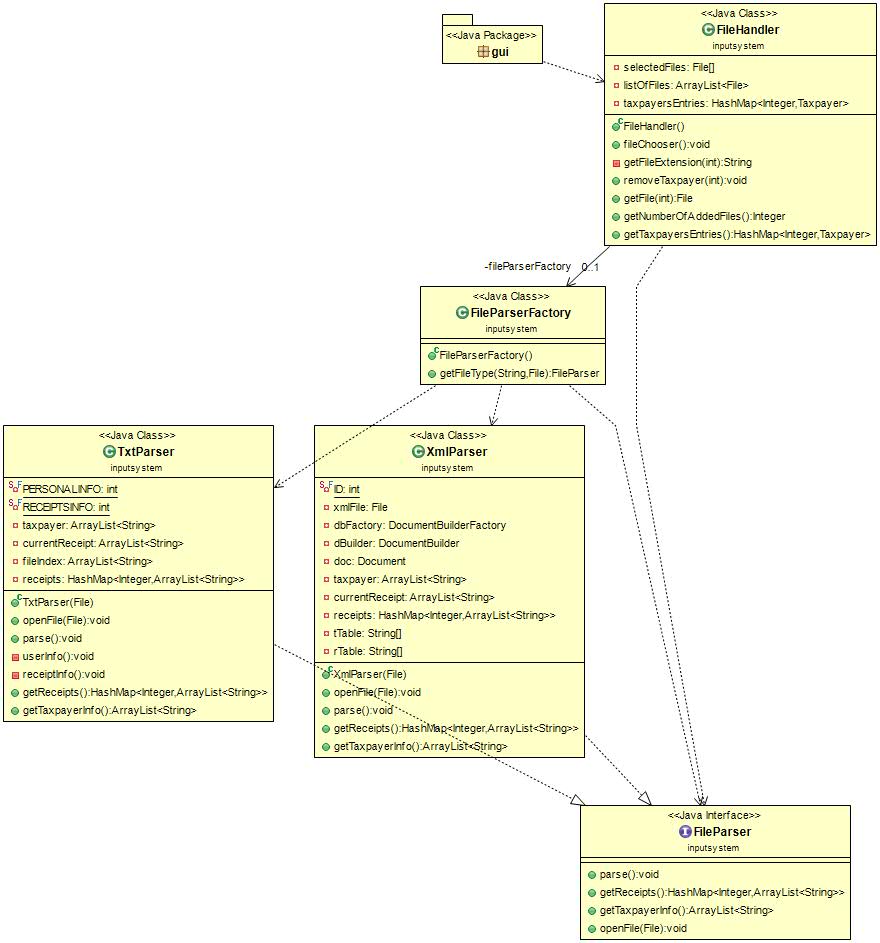 <<Java Package>>
gui
<<Java Class>>
FileHandler
inputsystem
selectedFiles: File[]
listOfFiles: ArrayList<File>
taxpayersEntries: HashMap<Integer,Taxpayer>
FileHandler()
fileChooser():void
getFileExtension(int):String
removeTaxpayer(int):void
getFile(int):File
getNumberOfAddedFiles():Integer
getTaxpayersEntries():HashMap<Integer,Taxpayer>
-fileParserFactory 0..1
<<Java Class>>
FileParserFactory
inputsystem
FileParserFactory()
getFileType(String,File):FileParser
<<Java Class>>
TxtParser
inputsystem
PERSONALINFO: int
RECEIPTSINFO: int
taxpayer: ArrayList<String>
currentReceipt: ArrayList<String>
fileIndex: ArrayList<String>
receipts: HashMap<Integer,ArrayList<String>>
TxtParser(File)
openFile(File):void
parse():void
userInfo():void
receiptInfo():void
getReceipts():HashMap<Integer,ArrayList<String>>
getTaxpayerInfo():ArrayList<String>
<<Java Class>>
XmlParser
inputsystem
ID: int
xmlFile: File
dbFactory: DocumentBuilderFactory
dBuilder: DocumentBuilder
doc: Document
taxpayer: ArrayList<String>
currentReceipt: ArrayList<String>
receipts: HashMap<Integer,ArrayList<String>>
tTable: String[]
rTable: String[]
XmlParser(File)
openFile(File):void
parse():void
getReceipts():HashMap<Integer,ArrayList<String>>
getTaxpayerInfo():ArrayList<String>
<<Java Interface>>
FileParser
inputsystem
parse():void
getReceipts():HashMap<Integer,ArrayList<String>>
getTaxpayerInfo():ArrayList<String>
openFile(File):void